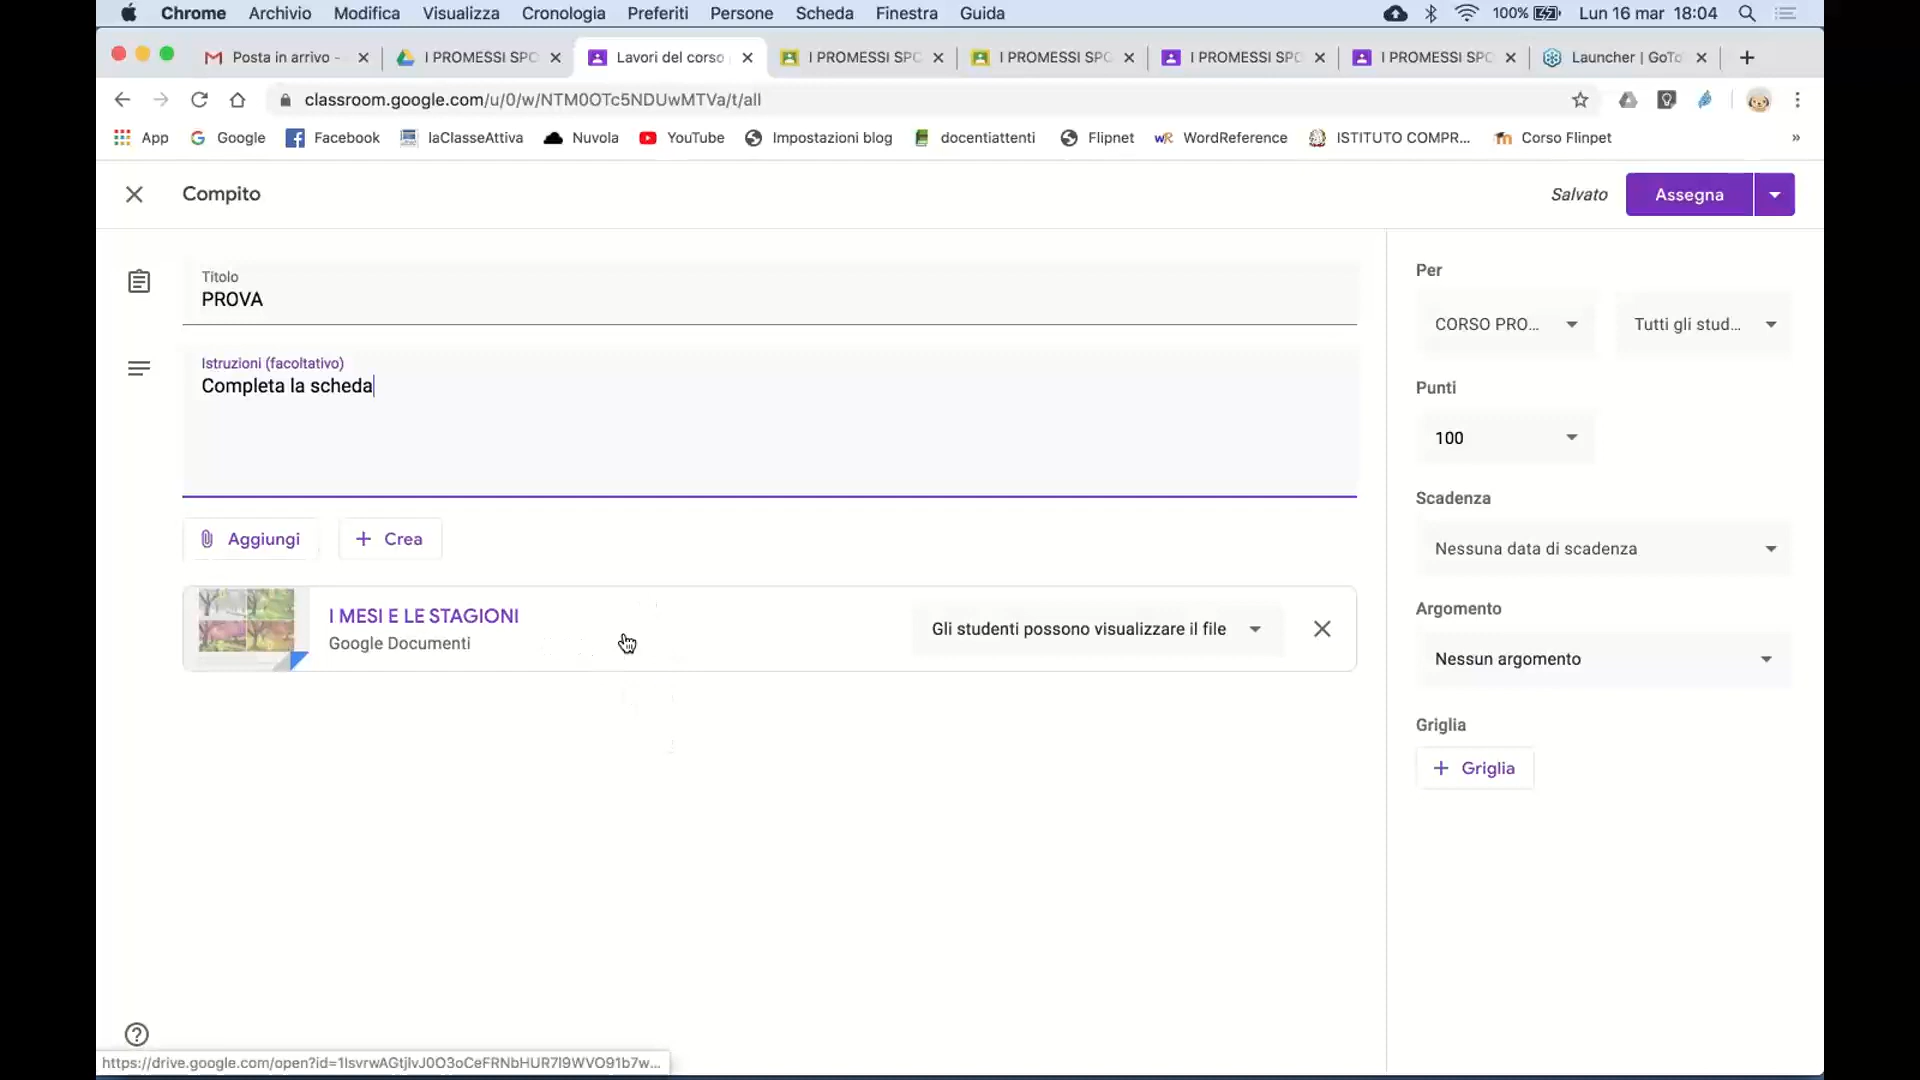 Chrome Archivio Modifica Visualizza Cronologia Preferiti Persone Scheda Finestra Guida 100% Lun 16 mar 18:04
Posta in arrivo - I PROMESSI SPO Lavori del corso I PROMESSI SPO I PROMESSI SPO I PROMESSI SPO I PROMESSI SPO Launcher | GoTo
classroom.google.com/u/0/w/NTM0OTc5NDUwMTVa/t/all
App Google Facebook laClasseAttiva Nuvola YouTube Impostazioni blog docentiattenti Flipnet WordReference ISTITUTO COMPR... Corso Flinpet »
Compito Salvato Assegna
Titolo
PROVA
Istruzioni (facoltativo)
Completa la scheda
Aggiungi Crea
I MESI E LE STAGIONI
Google Documenti
Gli studenti possono visualizzare il file
Per
CORSO PRO... Tutti gli stud...
Punti
100
Scadenza
Nessuna data di scadenza
Argomento
Nessun argomento
Griglia
Griglia
https://drive.google.com/open?id=1IsvrwAGtjlvJ0O3oCeFRNbHUR7I9WVO91b7w...